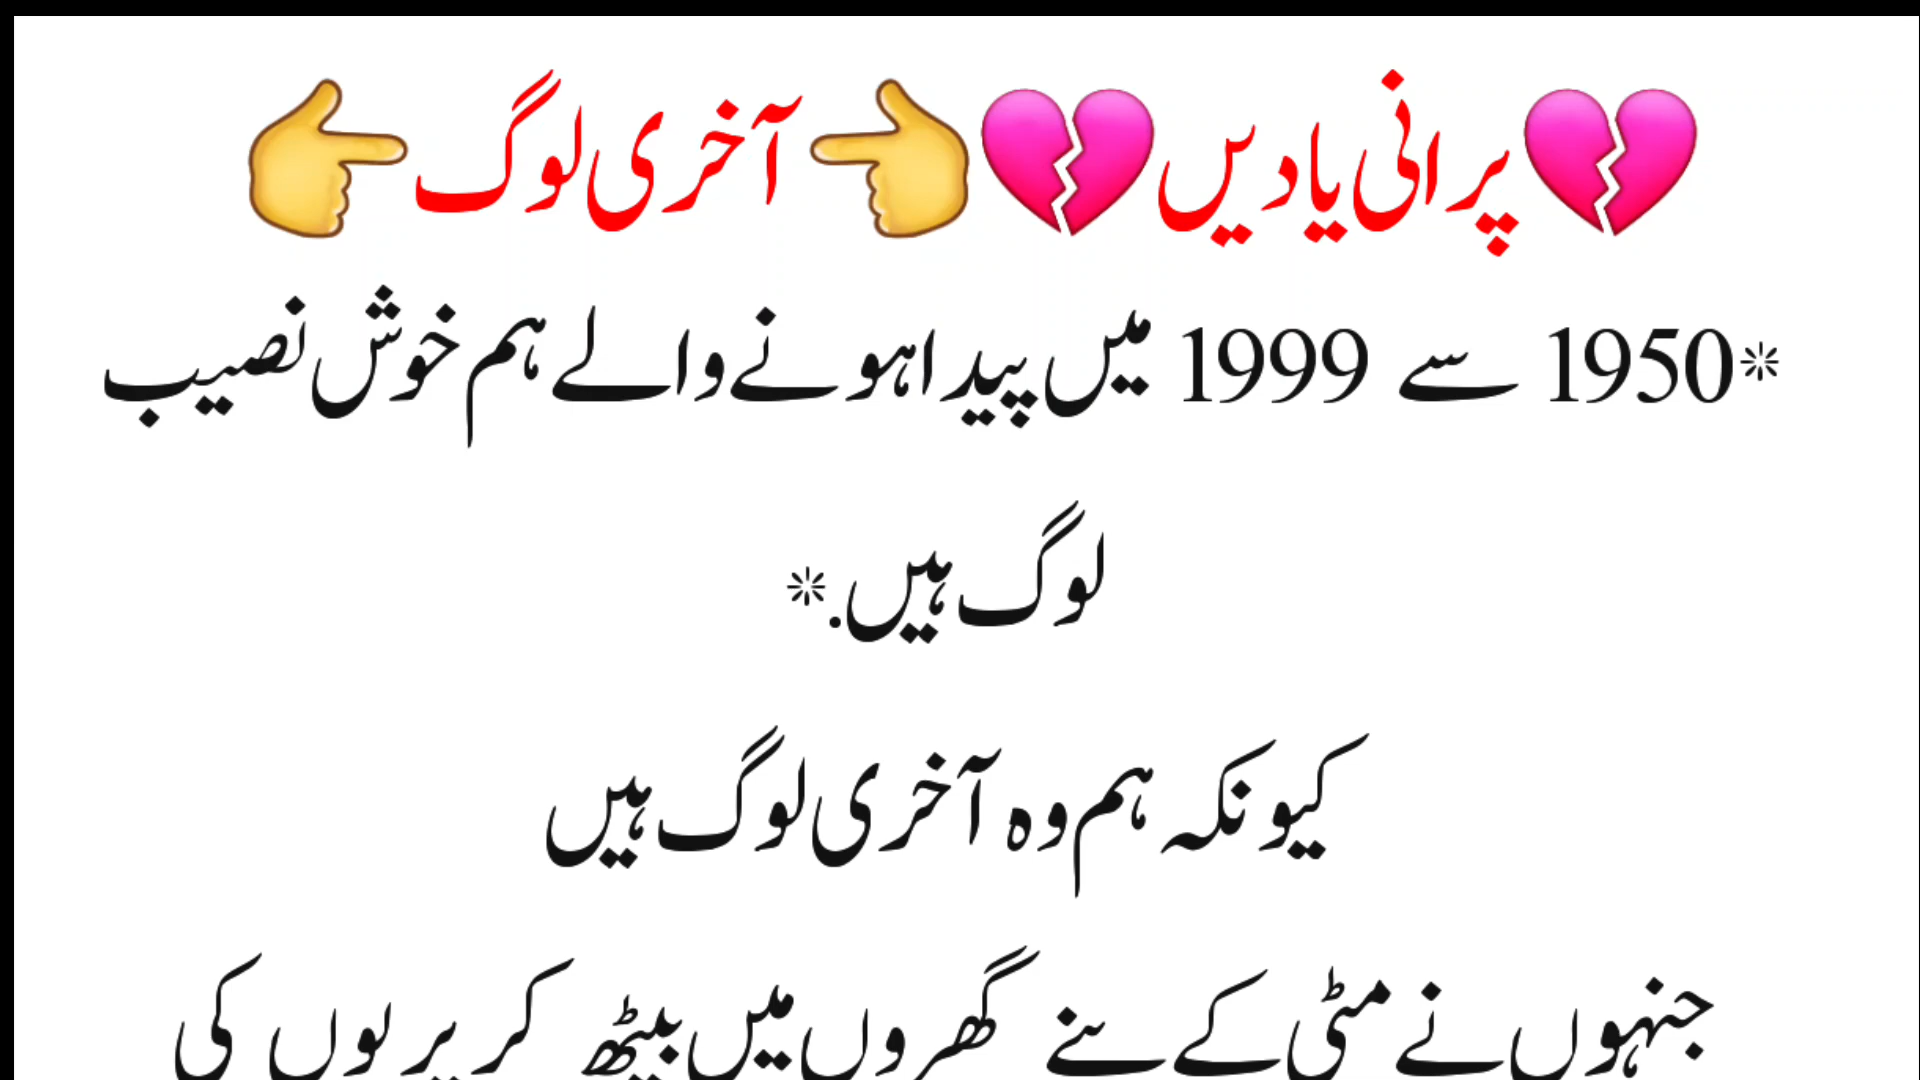 💔پرانی یادیں💔👈آخری لوگ👉
*1950 سے 1999 میں پیدا ہونے والے ہم خوش نصیب
لوگ ہیں.*
کیونکہ ہم وہ آخری لوگ ہیں
جنہوں نے مٹی کے بنے گھروں میں بیٹھ کر پریوں کی